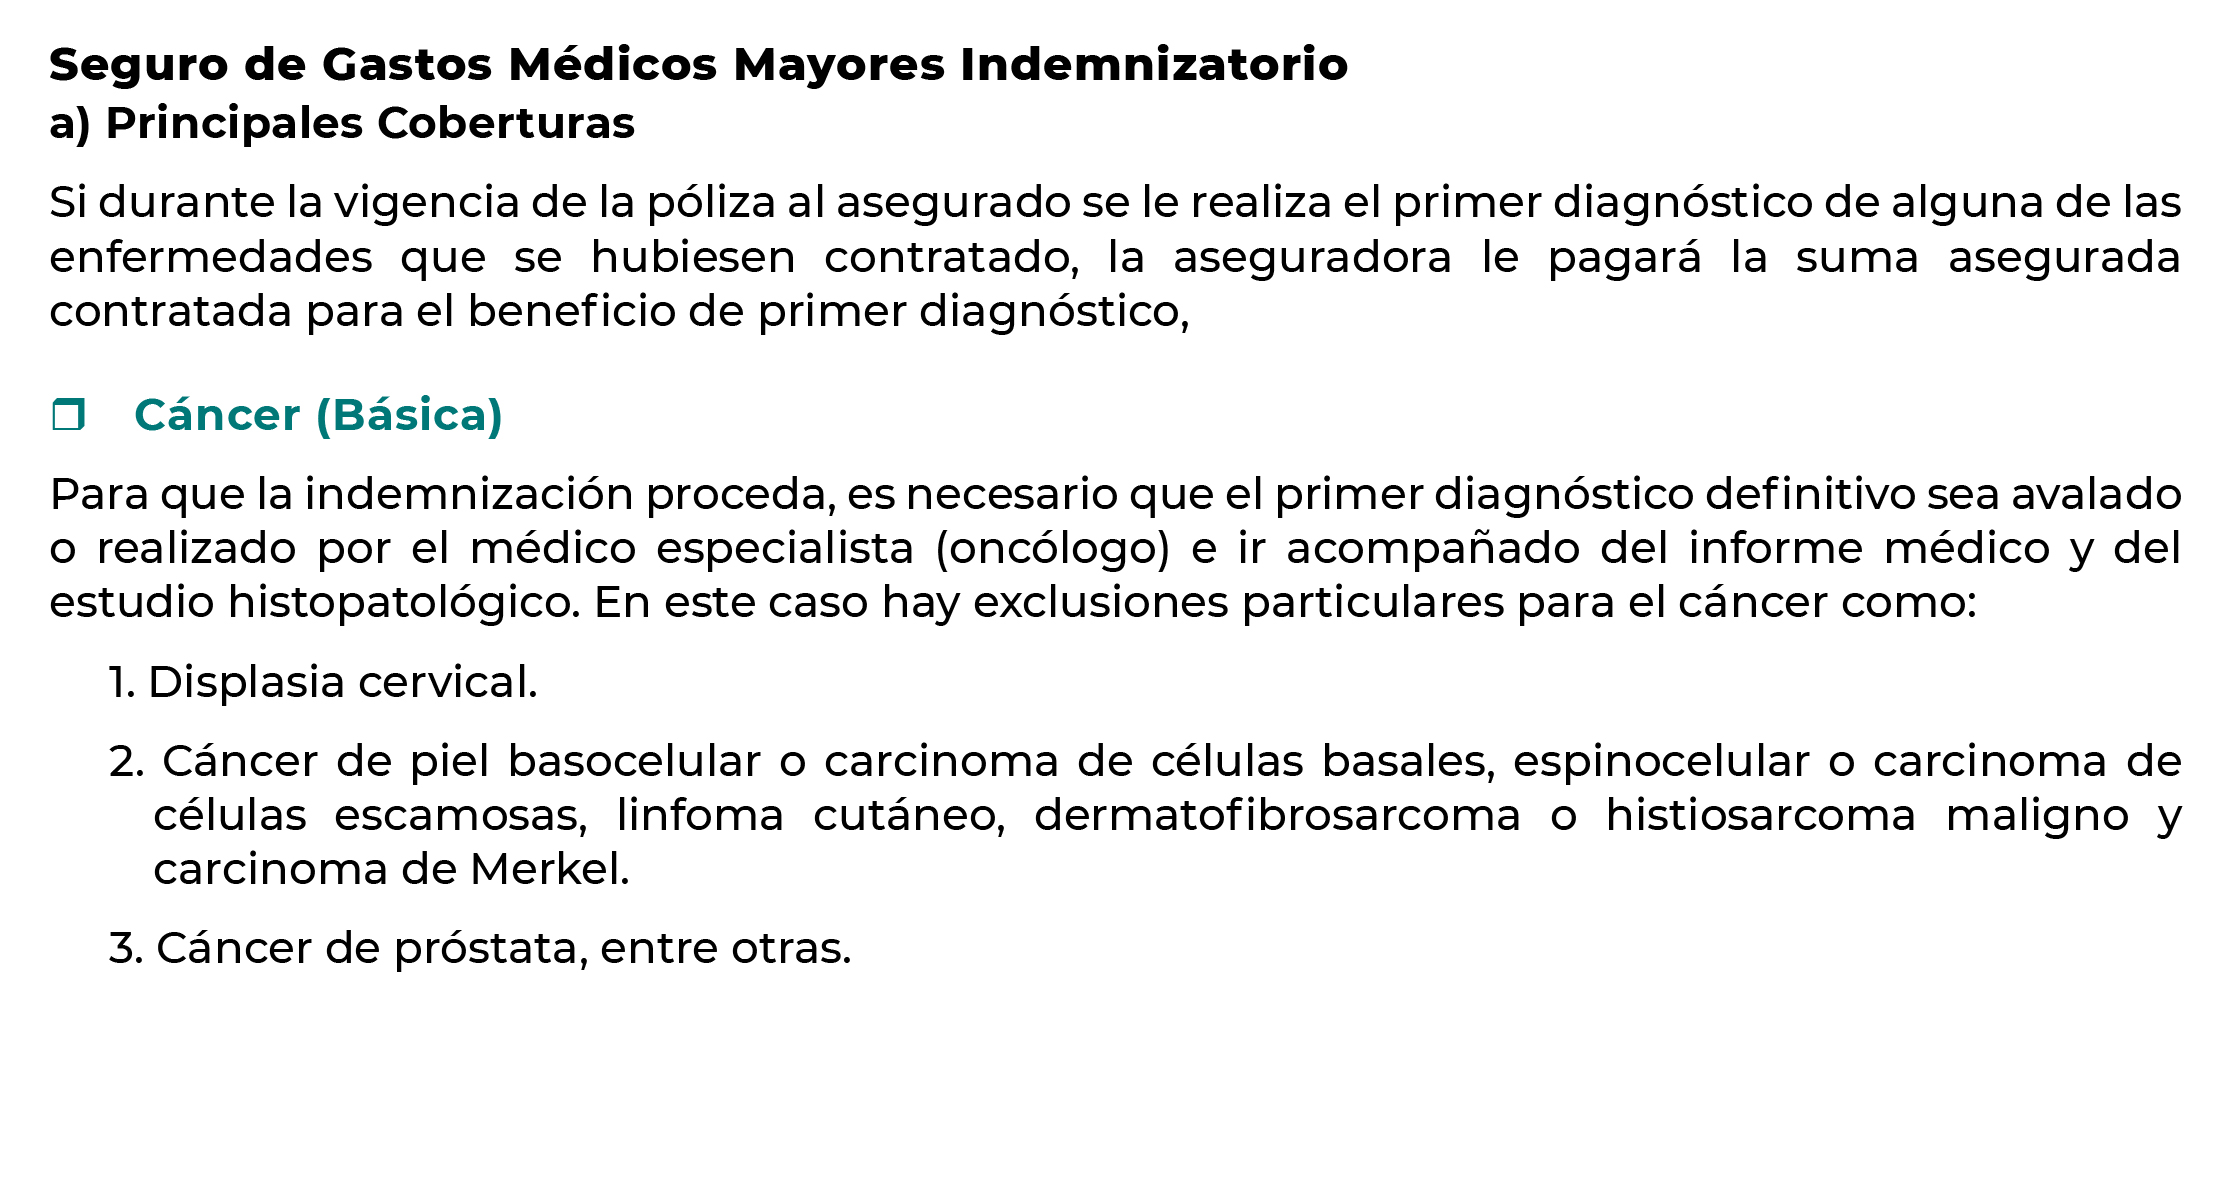 Seguro de Gastos Médicos Mayores Indemnizatorio
a) Principales Coberturas
Si durante la vigencia de la póliza al asegurado se le realiza el primer diagnóstico de alguna de las
enfermedades que se hubiesen contratado, la aseguradora le pagará la suma asegurada
contratada para el beneficio de primer diagnóstico,
❒ Cáncer (Básica)
Para que la indemnización proceda, es necesario que el primer diagnóstico definitivo sea avalado
o realizado por el médico especialista (oncólogo) e ir acompañado del informe médico y del
estudio histopatológico. En este caso hay exclusiones particulares para el cáncer como:
1. Displasia cervical.
2. Cáncer de piel basocelular o carcinoma de células basales, espinocelular o carcinoma de
células escamosas, linfoma cutáneo, dermatofibrosarcoma o histiosarcoma maligno y
carcinoma de Merkel.
3. Cáncer de próstata, entre otras.